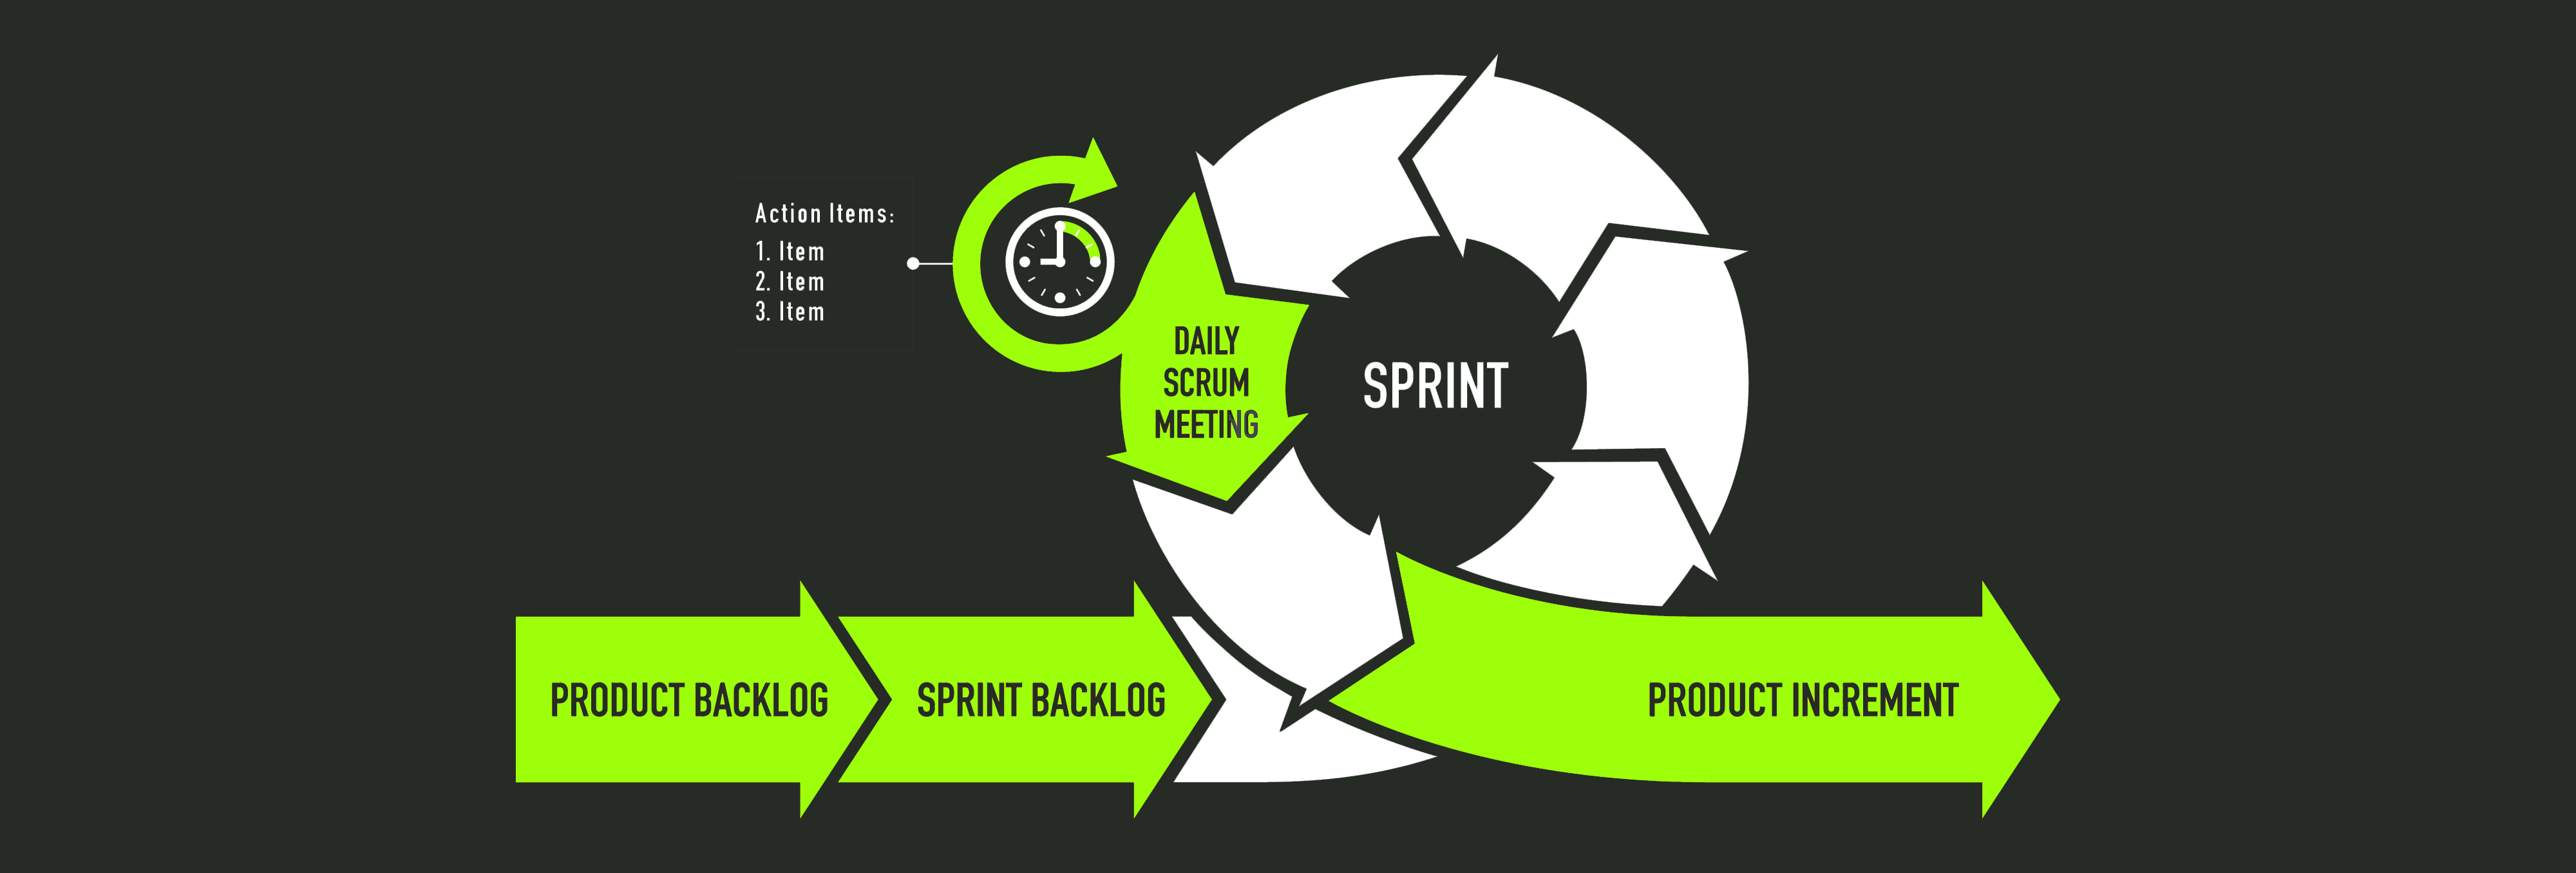 Action Items:
1. Item
2. Item
3. Item
DAILY
SCRUM
MEETING
SPRINT
PRODUCT BACKLOG
SPRINT BACKLOG
PRODUCT INCREMENT